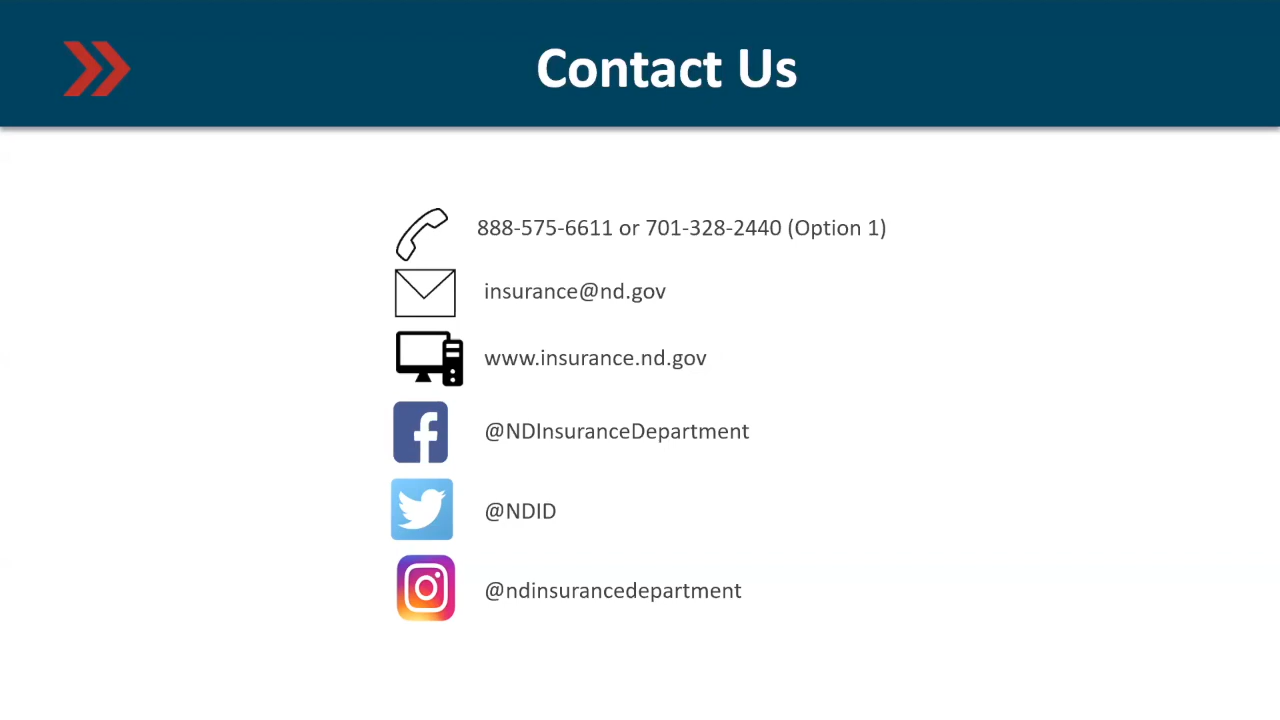 Contact Us
888-575-6611 or 701-328-2440 (Option 1)
insurance@nd.gov
www.insurance.nd.gov
@NDInsuranceDepartment
@NDID
@ndinsurancedepartment